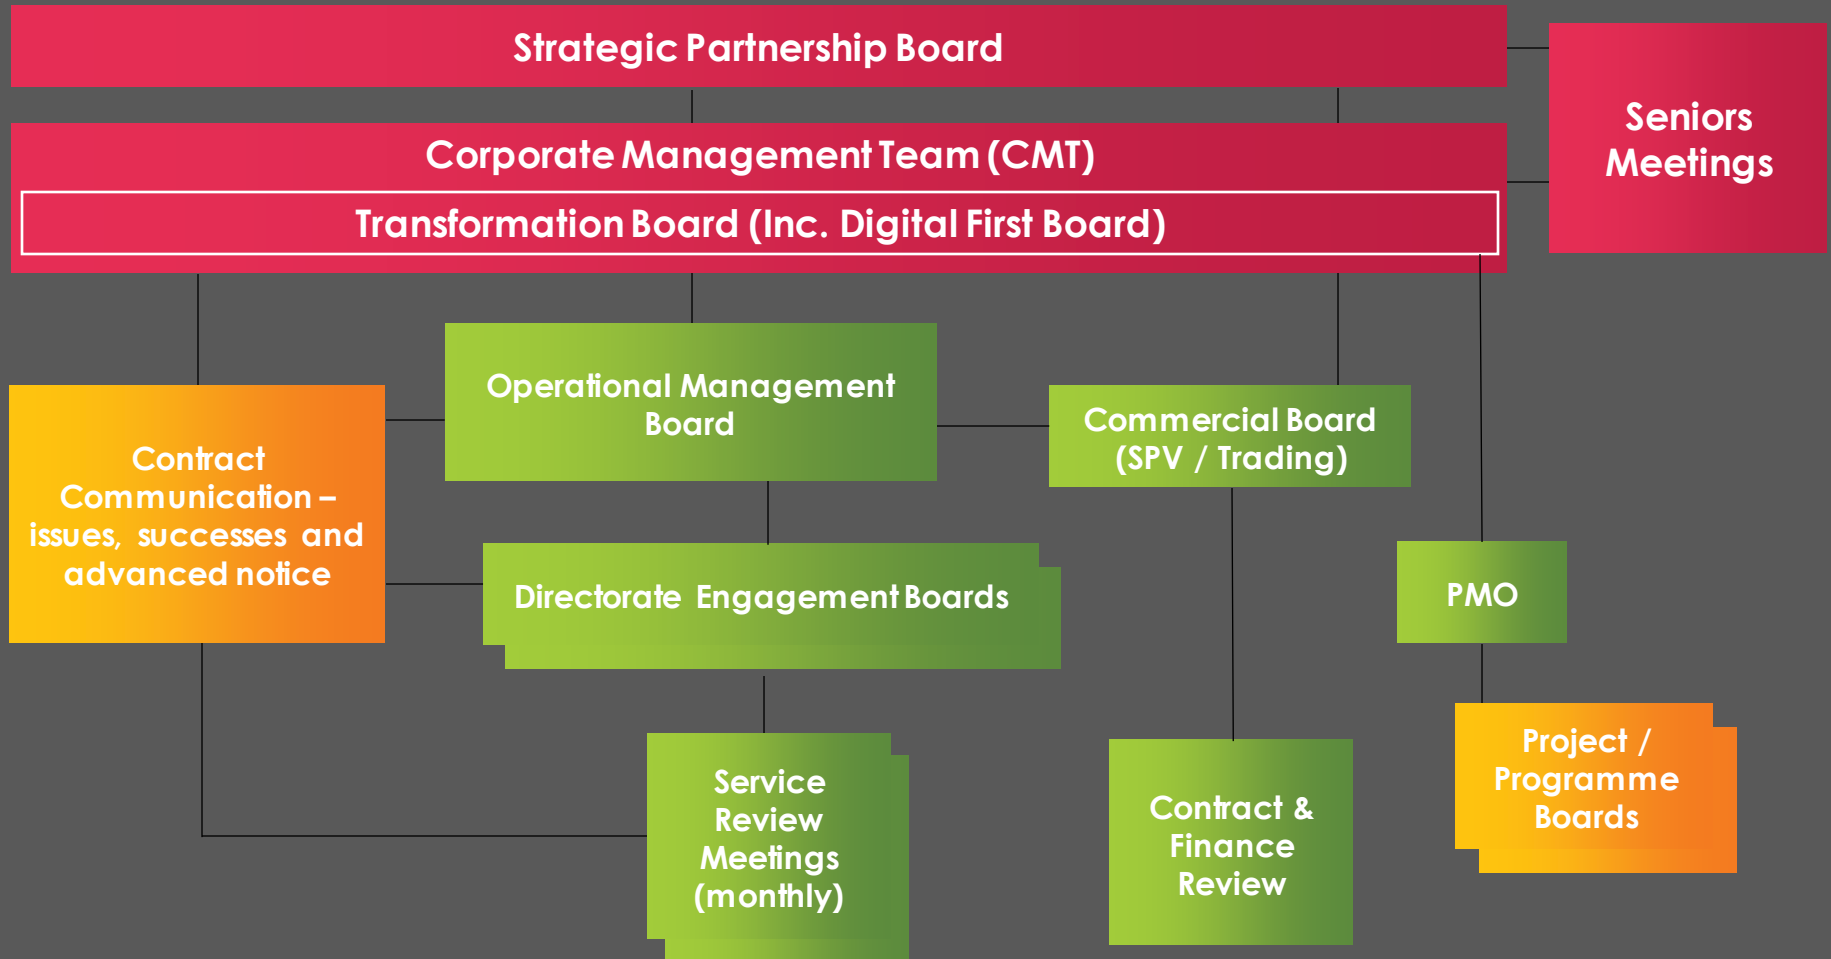 Strategic Partnership Board
Seniors
Meetings
Corporate Management Team (CMT)
Transformation Board (Inc. Digital First Board)
Operational Management
Board
Commercial Board
(SPV / Trading)
Contract
Communication –
issues, successes and
advanced notice
Directorate Engagement Boards
PMO
Service
Review
Meetings
(monthly)
Contract &
Finance
Review
Project /
Programme
Boards